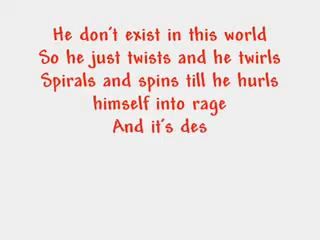 He don't exist in this world
So he just twists and he twirls
Spirals and spins till he hurls
himself into rage
And it's des